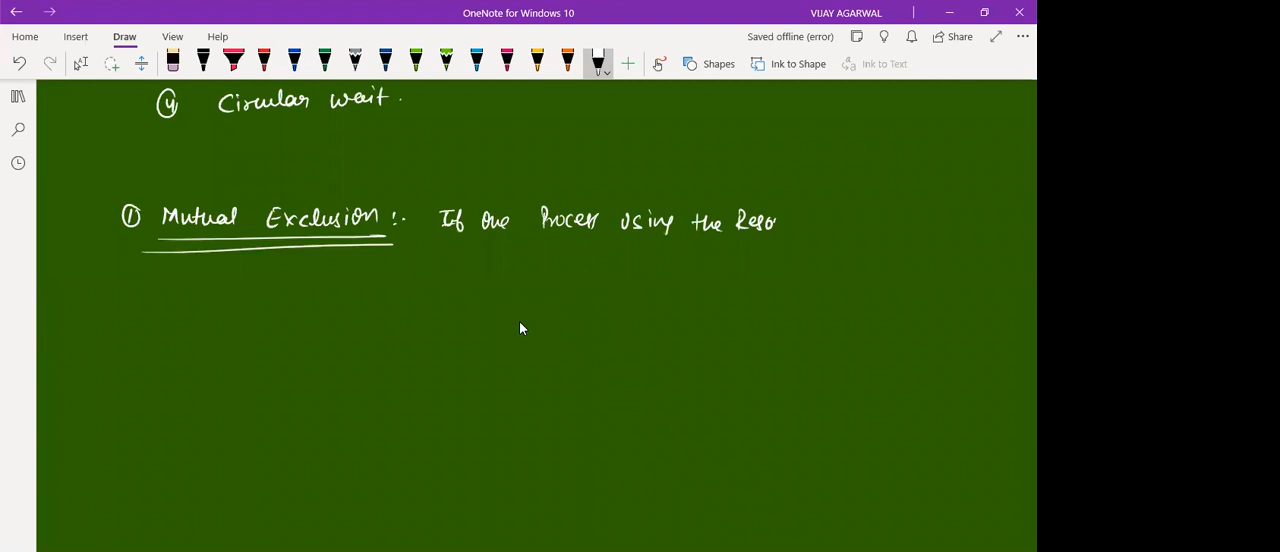 OneNote for Windows 10
VIJAY AGARWAL
Home Insert Draw View Help
Saved offline (error)
Share
Shapes
Ink to Shape
Ink to Text
④ Circular wait.
① Mutual Exclusion :- If one Process using the Reso